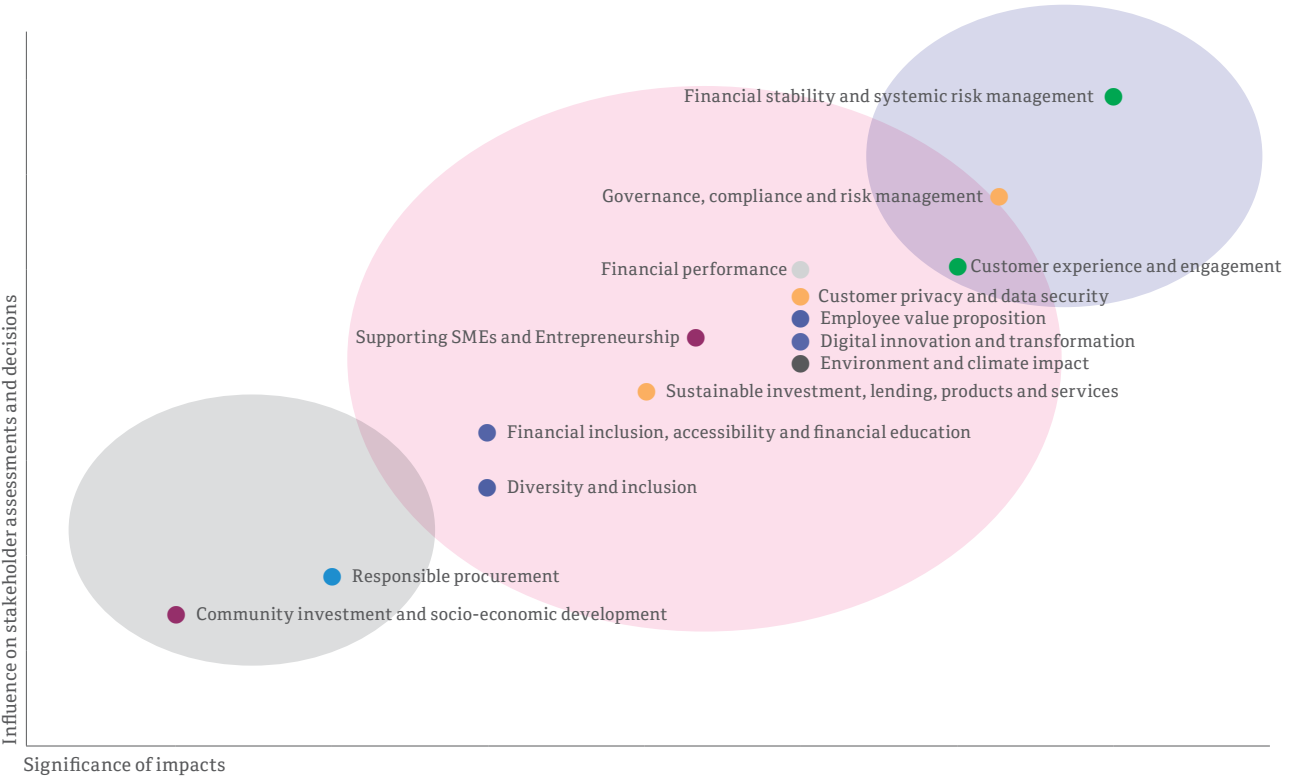 Financial stability and systemic risk management
Governance, compliance and risk management
Customer experience and engagement
Financial performance
Customer privacy and data security
Employee value proposition
Supporting SMEs and Entrepreneurship
Digital innovation and transformation
Environment and climate impact
Sustainable investment, lending, products and services
Financial inclusion, accessibility and financial education
Diversity and inclusion
Responsible procurement
Community investment and socio-economic development
Influence on stakeholder assessments and decisions
Significance of impacts